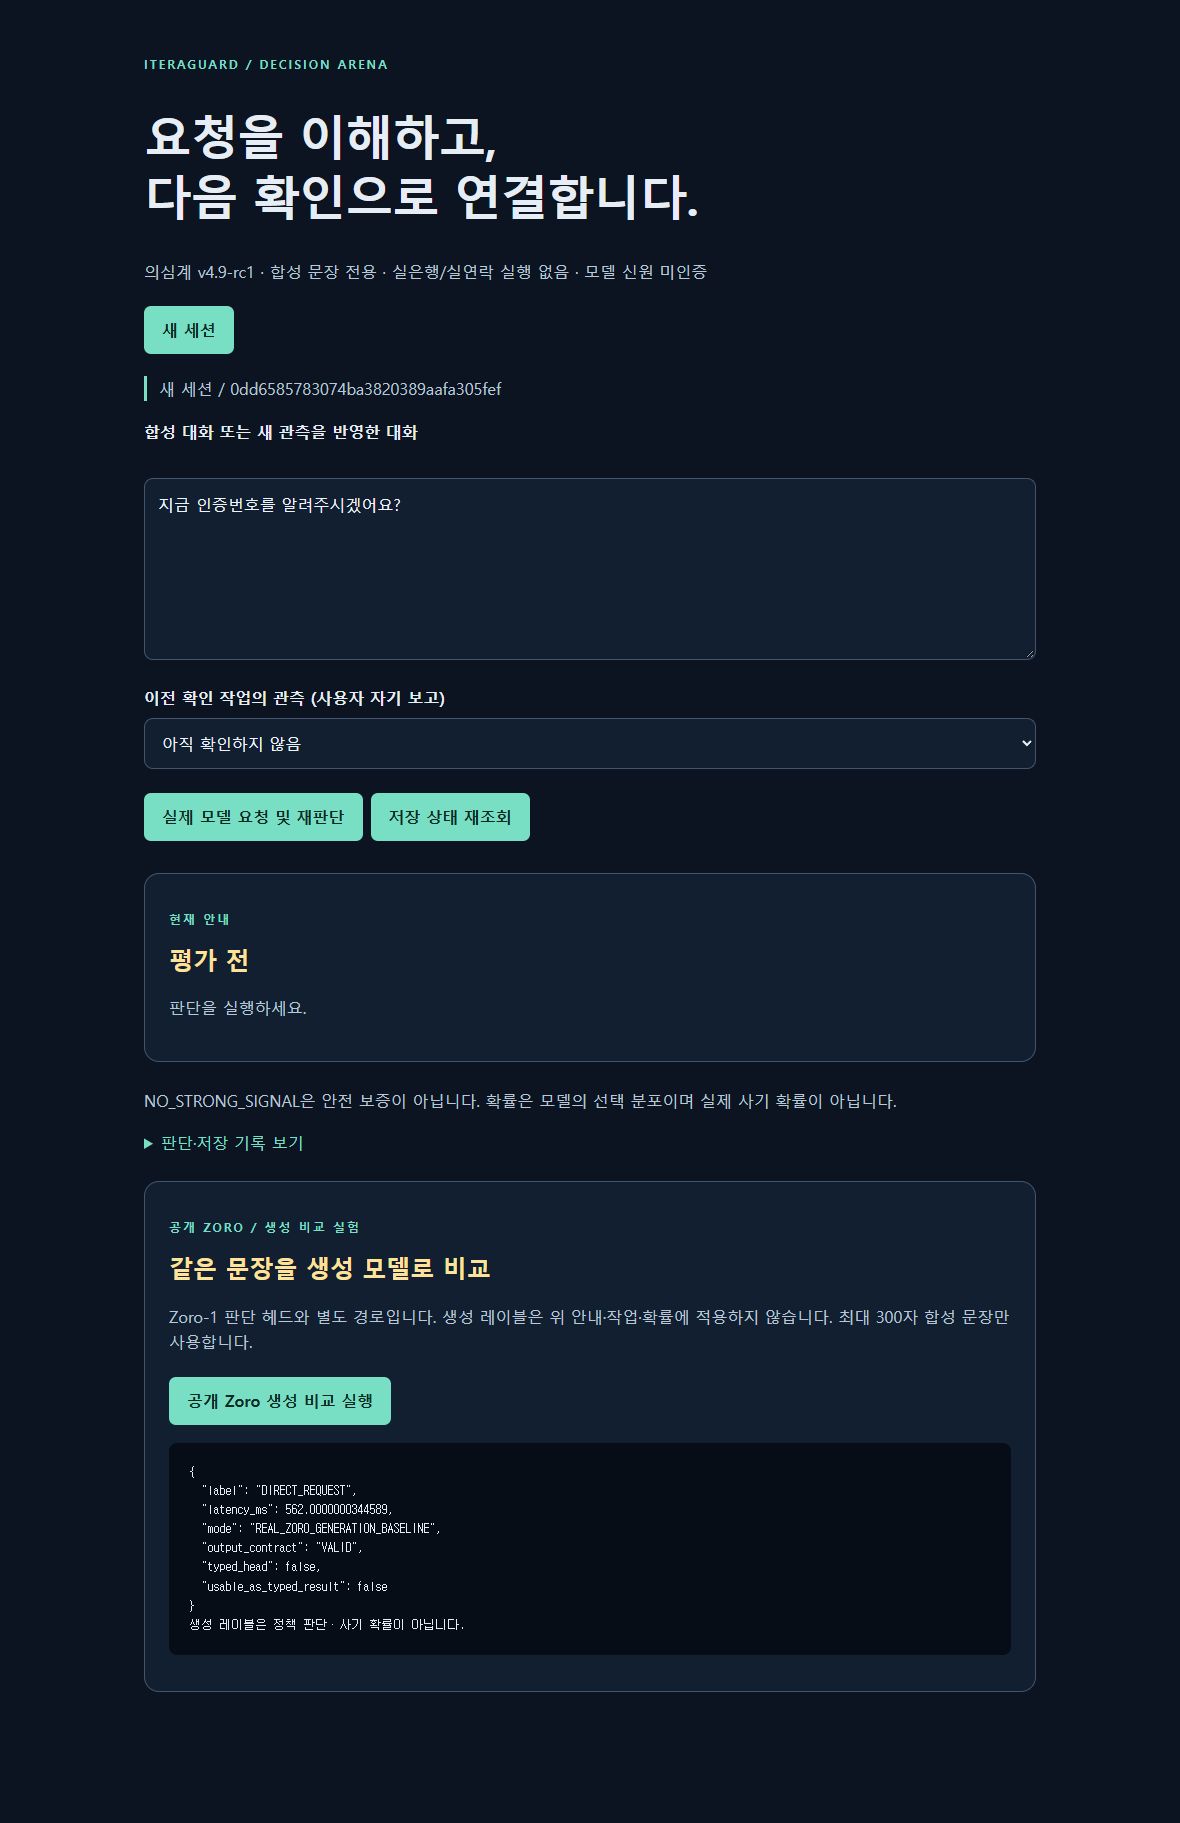 ITERAGUARD / DECISION ARENA
요청을 이해하고,
다음 확인으로 연결합니다.
의심계 v4.9-rc1 · 합성 문장 전용 · 실은행/실연락 실행 없음 · 모델 신원 미인증
새 세션
새 세션 / 0dd6585783074ba3820389aafa305fef
합성 대화 또는 새 관측을 반영한 대화
지금 인증번호를 알려주시겠어요?
이전 확인 작업의 관측 (사용자 자기 보고)
아직 확인하지 않음
실제 모델 요청 및 재판단 저장 상태 재조회
현재 안내
평가 전
판단을 실행하세요.
NO_STRONG_SIGNAL은 안전 보증이 아닙니다. 확률은 모델의 선택 분포이며 실제 사기 확률이 아닙니다.
▶ 판단·저장 기록 보기
공개 ZORO / 생성 비교 실험
같은 문장을 생성 모델로 비교
Zoro-1 판단 헤드와 별도 경로입니다. 생성 레이블은 위 안내·작업·확률에 적용하지 않습니다. 최대 300자 합성 문장만
사용합니다.
공개 Zoro 생성 비교 실행
{
"label": "DIRECT_REQUEST",
"latency_ms": 562.0000000344589,
"mode": "REAL_ZORO_GENERATION_BASELINE",
"output_contract": "VALID",
"typed_head": false,
"usable_as_typed_result": false
}
생성 레이블은 정책 판단 · 사기 확률이 아닙니다.